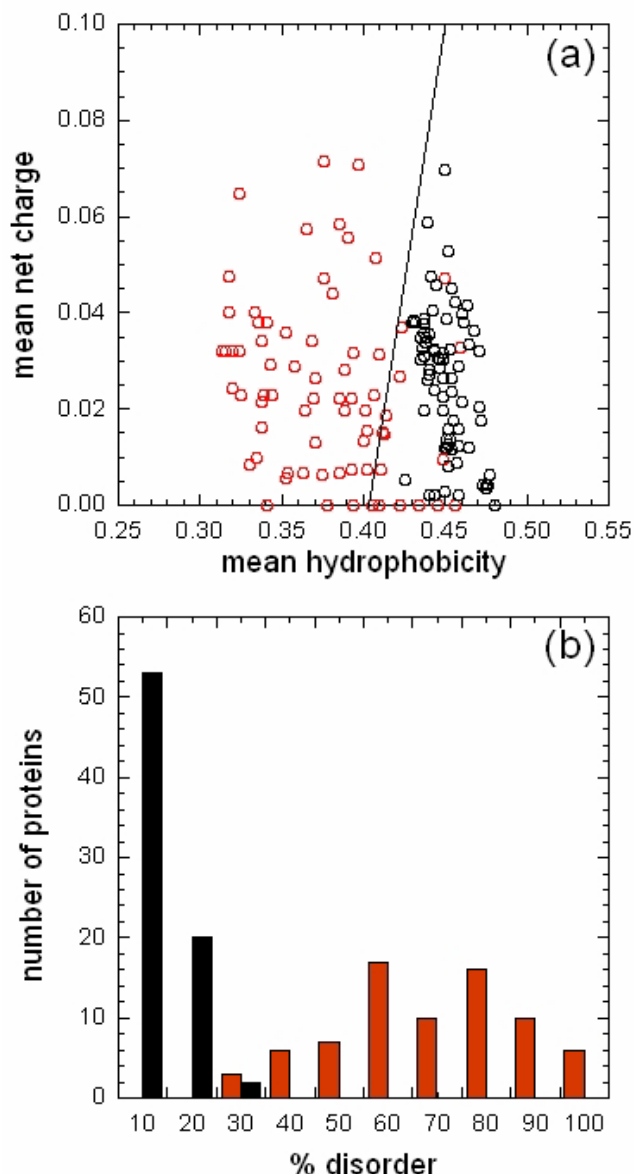 (a)
mean net charge
0.10
0.08
0.06
0.04
0.02
0.00
0.25 0.30 0.35 0.40 0.45 0.50 0.55
mean hydrophobicity
(b)
number of proteins
60
50
40
30
20
10
0
10 20 30 40 50 60 70 80 90 100
% disorder